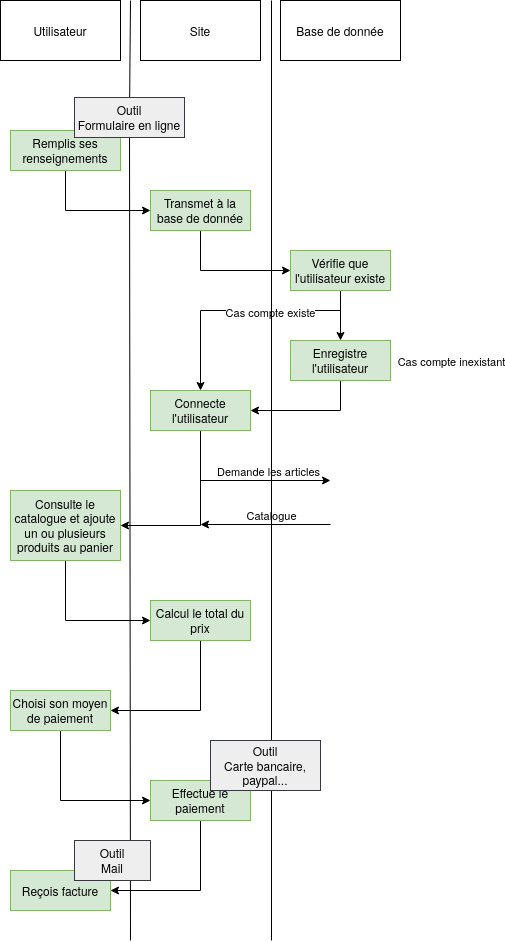 Utilisateur
Site
Base de donnée
Outil
Formulaire en ligne
Remplis ses
renseignements
Transmet à la
base de donnée
Vérifie que
l'utilisateur existe
Cas compte existe
Enregistre
l'utilisateur
Cas compte inexistant
Connecte
l'utilisateur
Demande les articles
Catalogue
Consulte le
catalogue et ajoute
un ou plusieurs
produits au panier
Calcul le total du
prix
Choisi son moyen
de paiement
Outil
Carte bancaire,
paypal...
Effectue le
paiement
Outil
Mail
Reçois facture